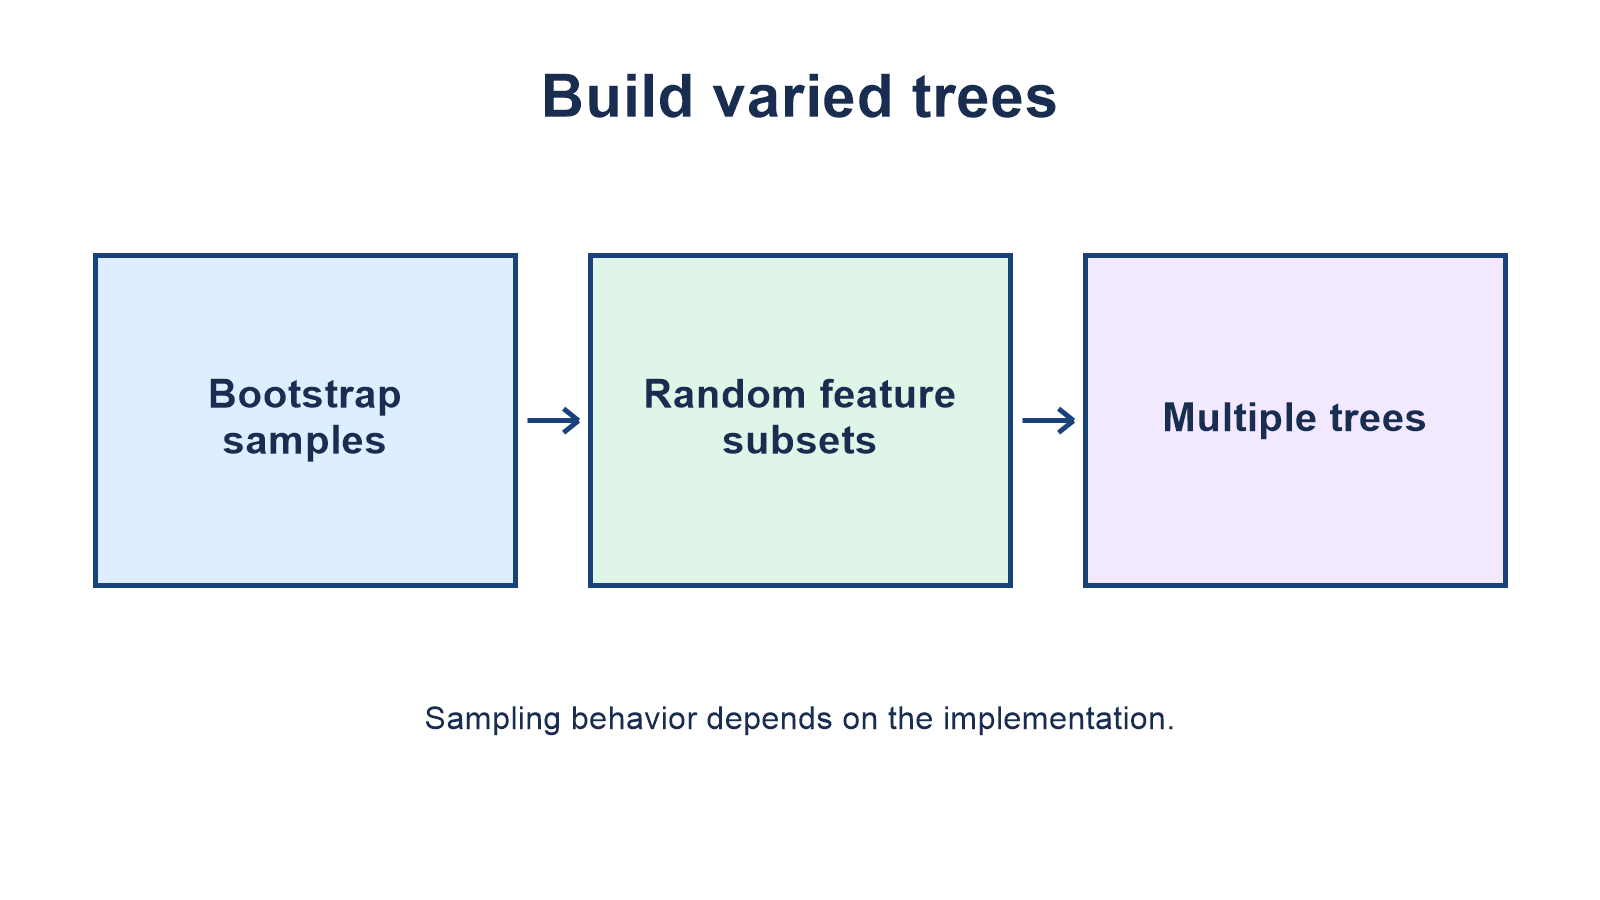 Build varied trees
Bootstrap
samples
Random feature
subsets
Multiple trees
Sampling behavior depends on the implementation.